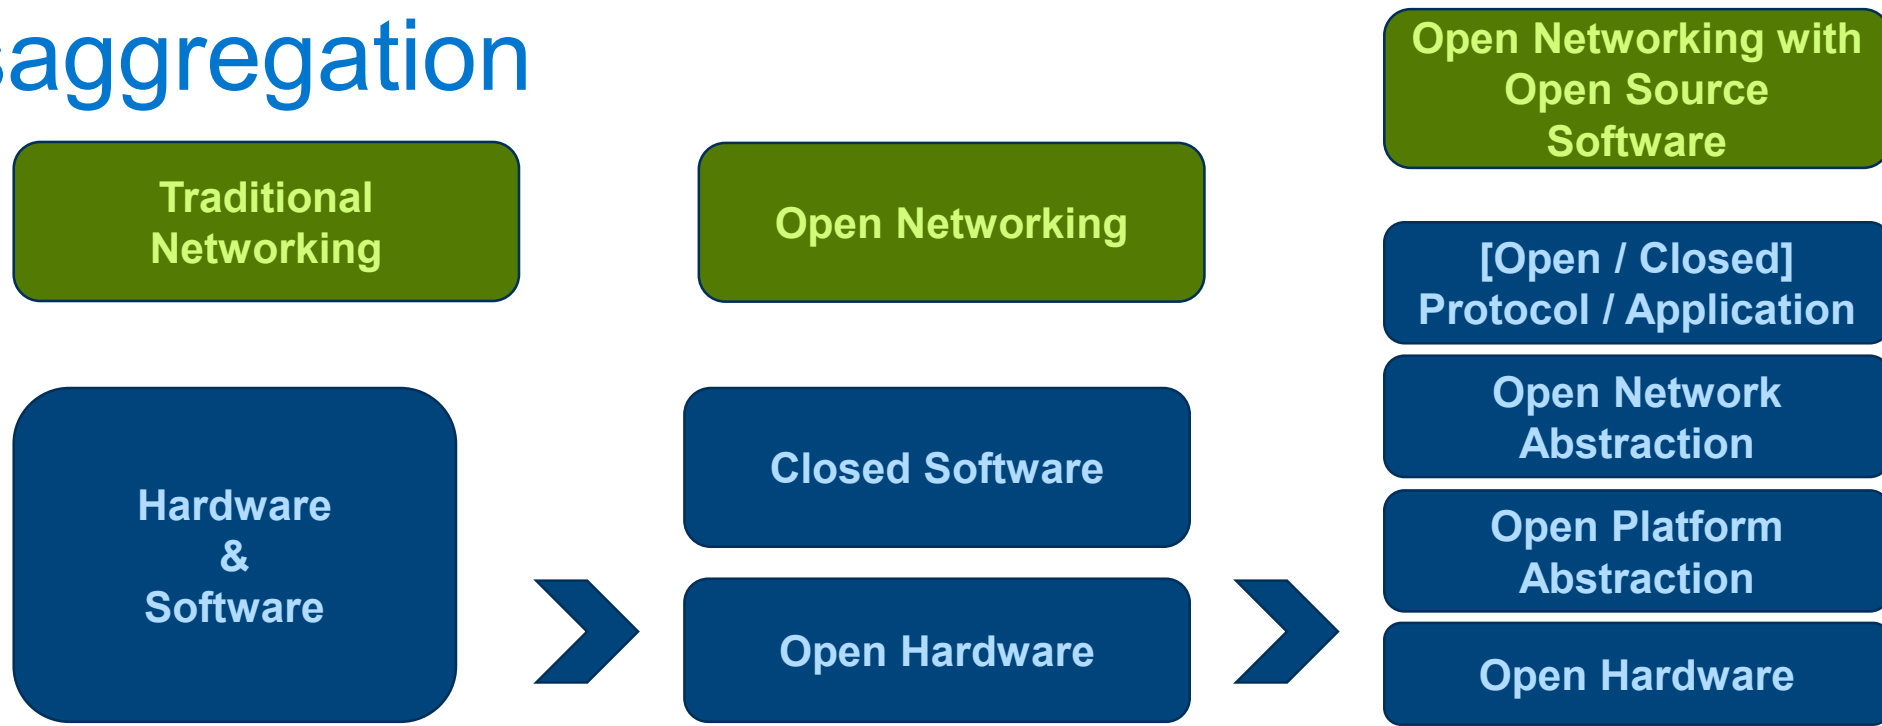 saggregation
Traditional
Networking
Hardware
&
Software
Open Networking
Closed Software
Open Hardware
Open Networking with
Open Source
Software
[Open / Closed]
Protocol / Application
Open Network
Abstraction
Open Platform
Abstraction
Open Hardware